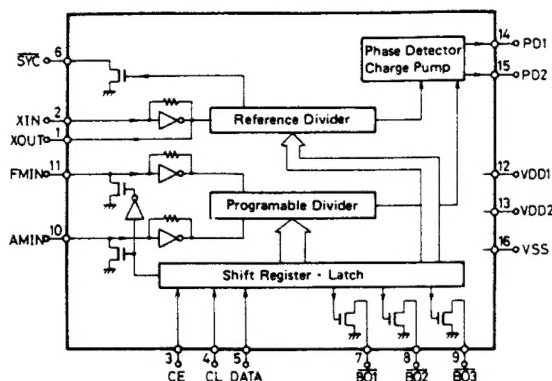 14
PD1
Phase Detector
Charge Pump
15
PD2
6
SYC
XIN
2
XOUT
1
Reference Divider
FMIN
11
12
VDD1
Programable Divider
13
VDD2
AMIN
10
16
VSS
Shift Register - Latch
3
4
5
7
8
9
CE
CL
DATA
BO1
BO2
BO3